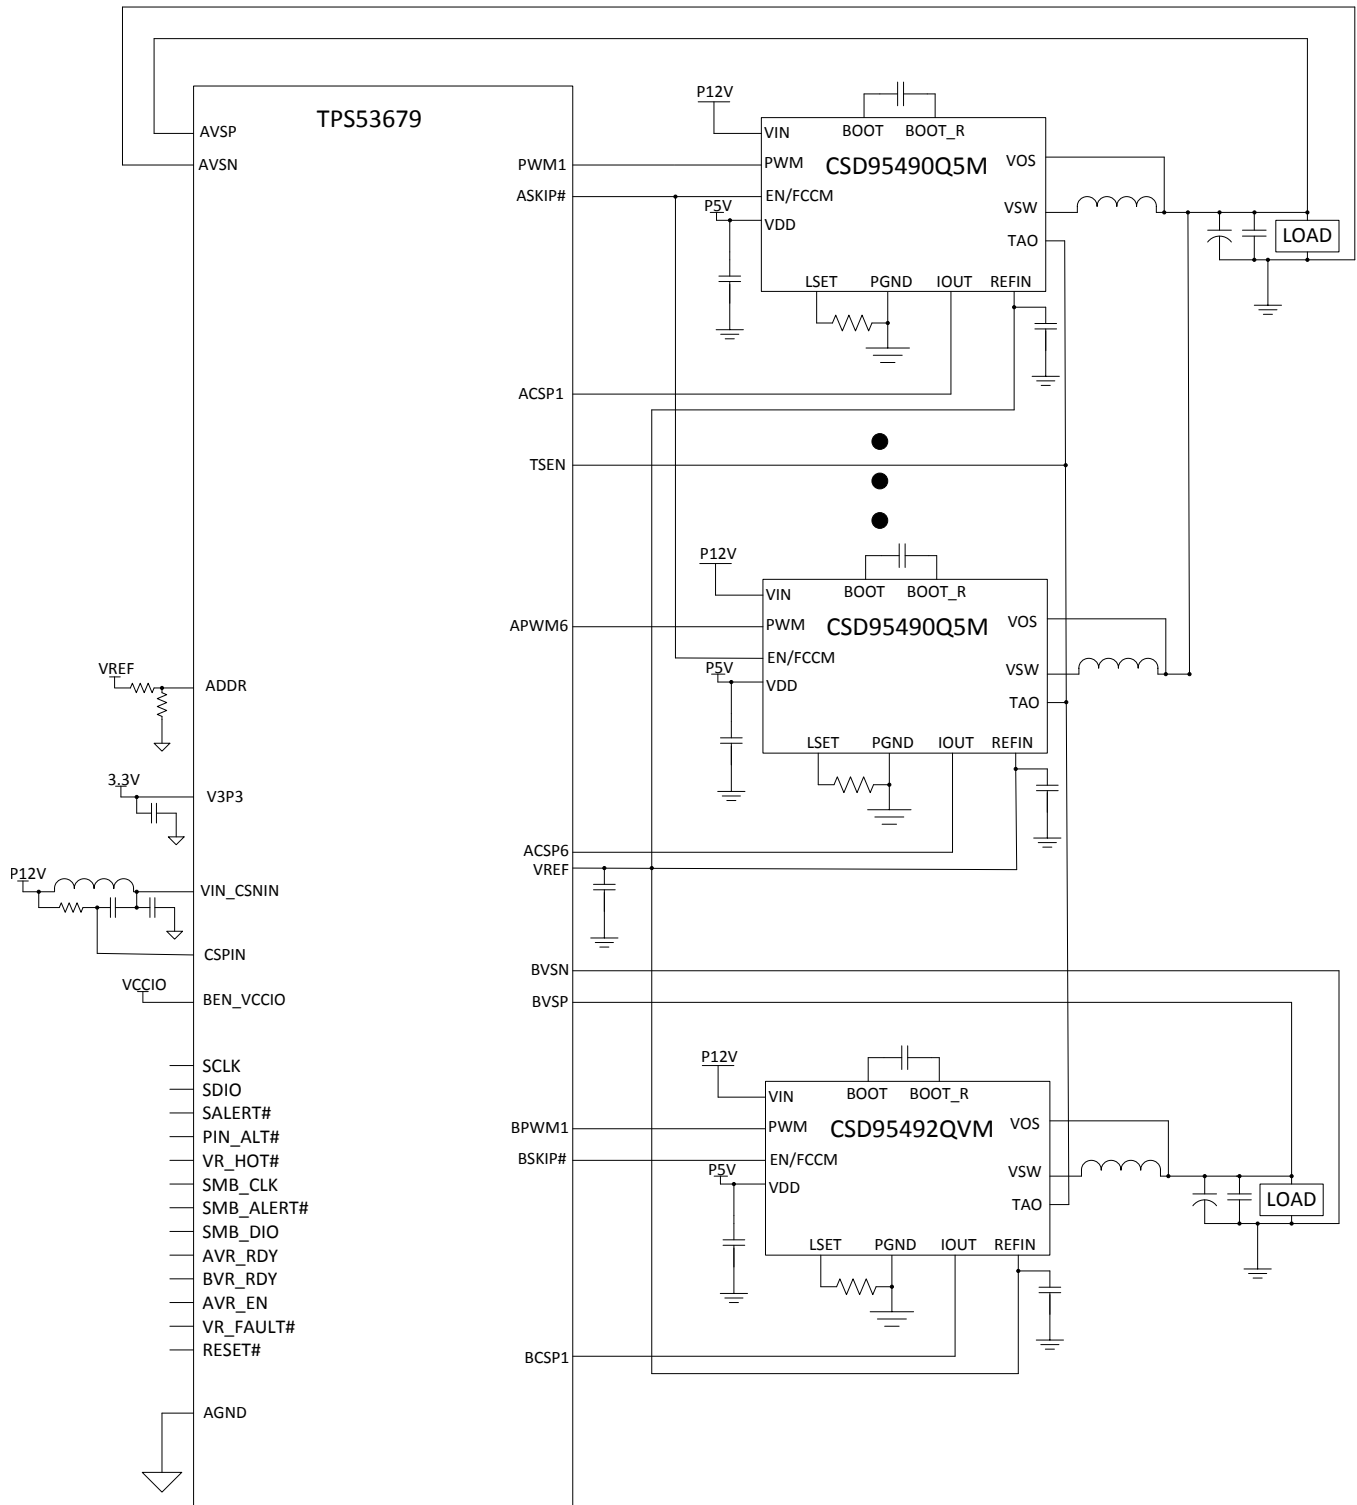 TPS53679
AVSP
AVSN
PWM1
ASKIP#
ACSP1
TSEN
APWM6
ACSP6
VREF
BVSN
BVSP
BPWM1
BSKIP#
BCSP1
VREF
ADDR
3.3V
V3P3
P12V
VIN_CSNIN
CSPIN
VCCIO
BEN_VCCIO
SCLK
SDIO
SALERT#
PIN_ALT#
VR_HOT#
SMB_CLK
SMB_ALERT#
SMB_DIO
AVR_RDY
BVR_RDY
AVR_EN
VR_FAULT#
RESET#
AGND
P12V
VIN
BOOT
BOOT_R
PWM
CSD95490Q5M
VOS
EN/FCCM
P5V
VDD
VSW
TAO
LSET
PGND
IOUT
REFIN
LOAD
P12V
VIN
BOOT
BOOT_R
PWM
CSD95490Q5M
VOS
EN/FCCM
P5V
VDD
VSW
TAO
LSET
PGND
IOUT
REFIN
P12V
VIN
BOOT
BOOT_R
PWM
CSD95492QVM
VOS
EN/FCCM
P5V
VDD
VSW
TAO
LSET
PGND
IOUT
REFIN
LOAD